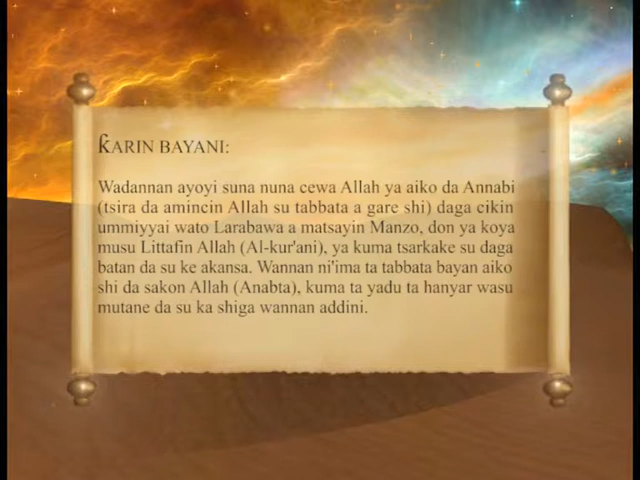 ƙARIN BAYANI:
Wadannan ayoyi suna nuna cewa Allah ya aiko da Annabi
(tsira da amincin Allah su tabbata a gare shi) daga cikin
ummiyyai wato Larabawa a matsayin Manzo, don ya koya
musu Littafin Allah (Al-kur'ani), ya kuma tsarkake su daga
batan da su ke akansa. Wannan ni'ima ta tabbata bayan aiko
shi da sakon Allah (Anabta), kuma ta yadu ta hanyar wasu
mutane da su ka shiga wannan addini.